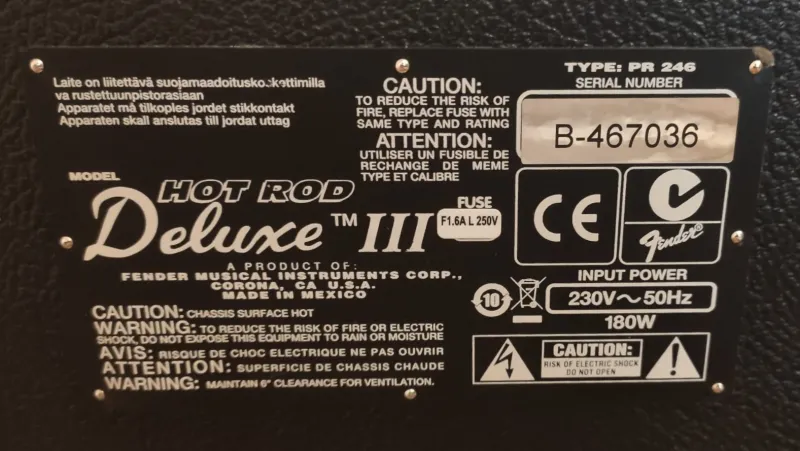 Laite on liitettävä suojamaadoituskoskettimilla
va rustettuunpistorasiaan
Apparatet må tilkoples jordet stikkontakt
Apparaten skall anslutas till jordat uttag
CAUTION:
TO REDUCE THE RISK OF
FIRE, REPLACE FUSE WITH
SAME TYPE AND RATING
ATTENTION:
UTILISER UN FUSIBLE DE
RECHANGE DE MEME
TYPE ET CALIBRE
TYPE: PR 246
SERIAL NUMBER
B-467036
MODEL
HOT ROD
Deluxe™ III
FUSE
F1.6A L 250V
CE
Fender
A PRODUCT OF:
FENDER MUSICAL INSTRUMENTS CORP.,
CORONA, CA U.S.A.
MADE IN MEXICO
INPUT POWER
10
230V~50Hz
180W
CAUTION: CHASSIS SURFACE HOT
WARNING: TO REDUCE THE RISK OF FIRE OR ELECTRIC
SHOCK, DO NOT EXPOSE THIS EQUIPMENT TO RAIN OR MOISTURE
AVIS: RISQUE DE CHOC ELECTRIQUE NE PAS OUVRIR
ATTENTION: SUPERFICIE DE CHASSIS CHAUDE
WARNING: MAINTAIN 6" CLEARANCE FOR VENTILATION.
CAUTION:
RISK OF ELECTRIC SHOCK
DO NOT OPEN